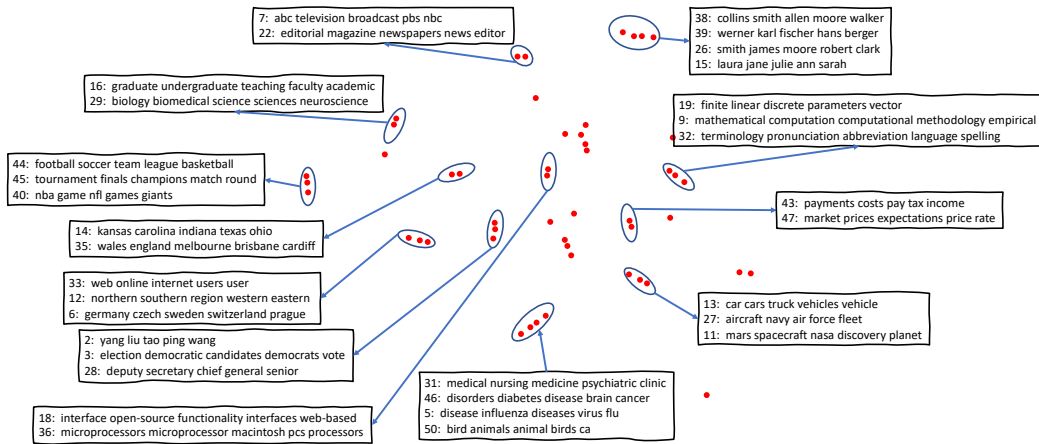 7: abc television broadcast pbs nbc
22: editorial magazine newspapers news editor
38: collins smith allen moore walker
39: werner karl fischer hans berger
26: smith james moore robert clark
15: laura jane julie ann sarah
16: graduate undergraduate teaching faculty academic
29: biology biomedical science sciences neuroscience
19: finite linear discrete parameters vector
9: mathematical computation computational methodology empirical
32: terminology pronunciation abbreviation language spelling
44: football soccer team league basketball
45: tournament finals champions match round
40: nba game nfl games giants
43: payments costs pay tax income
47: market prices expectations price rate
14: kansas carolina indiana texas ohio
35: wales england melbourne brisbane cardiff
33: web online internet users user
12: northern southern region western eastern
6: germany czech sweden switzerland prague
13: car cars truck vehicles vehicle
27: aircraft navy air force fleet
11: mars spacecraft nasa discovery planet
2: yang liu tao ping wang
3: election democratic candidates democrats vote
28: deputy secretary chief general senior
31: medical nursing medicine psychiatric clinic
46: disorders diabetes disease brain cancer
5: disease influenza diseases virus flu
50: bird animals animal birds ca
18: interface open-source functionality interfaces web-based
36: microprocessors microprocessor macintosh pcs processors